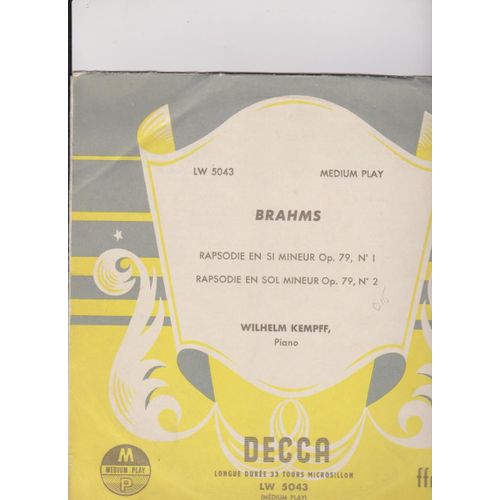 LW 5043 MEDIUM PLAY
BRAHMS
RAPSODIE EN SI MINEUR Op. 79, N° 1
RAPSODIE EN SOL MINEUR Op. 79, N° 2
WILHELM KEMPFF,
Piano
M
MEDIUM PLAY
P
DECCA
LONGUE DURÉE 33 TOURS MICROSILLON
LW 5043
(MÉDIUM PLAY)